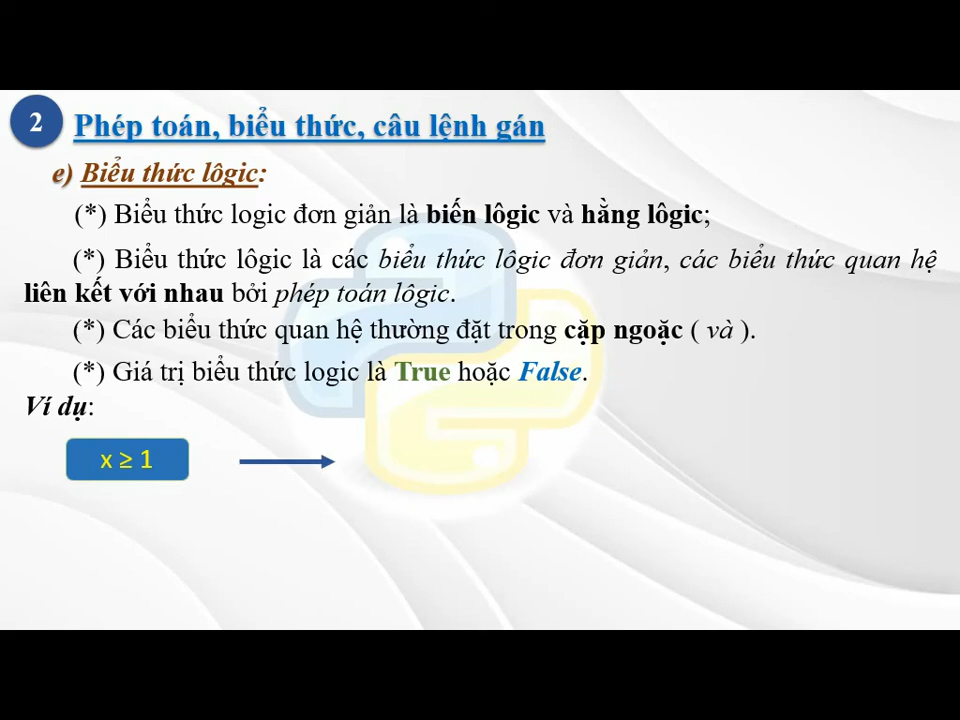 2
Phép toán, biểu thức, câu lệnh gán
e) Biểu thức lôgic:
(*) Biểu thức logic đơn giản là biến lôgic và hằng lôgic;
(*) Biểu thức lôgic là các biểu thức lôgic đơn giản, các biểu thức quan hệ
liên kết với nhau bởi phép toán lôgic.
(*) Các biểu thức quan hệ thường đặt trong cặp ngoặc ( và ).
(*) Giá trị biểu thức logic là True hoặc False.
Ví dụ:
x ≥ 1